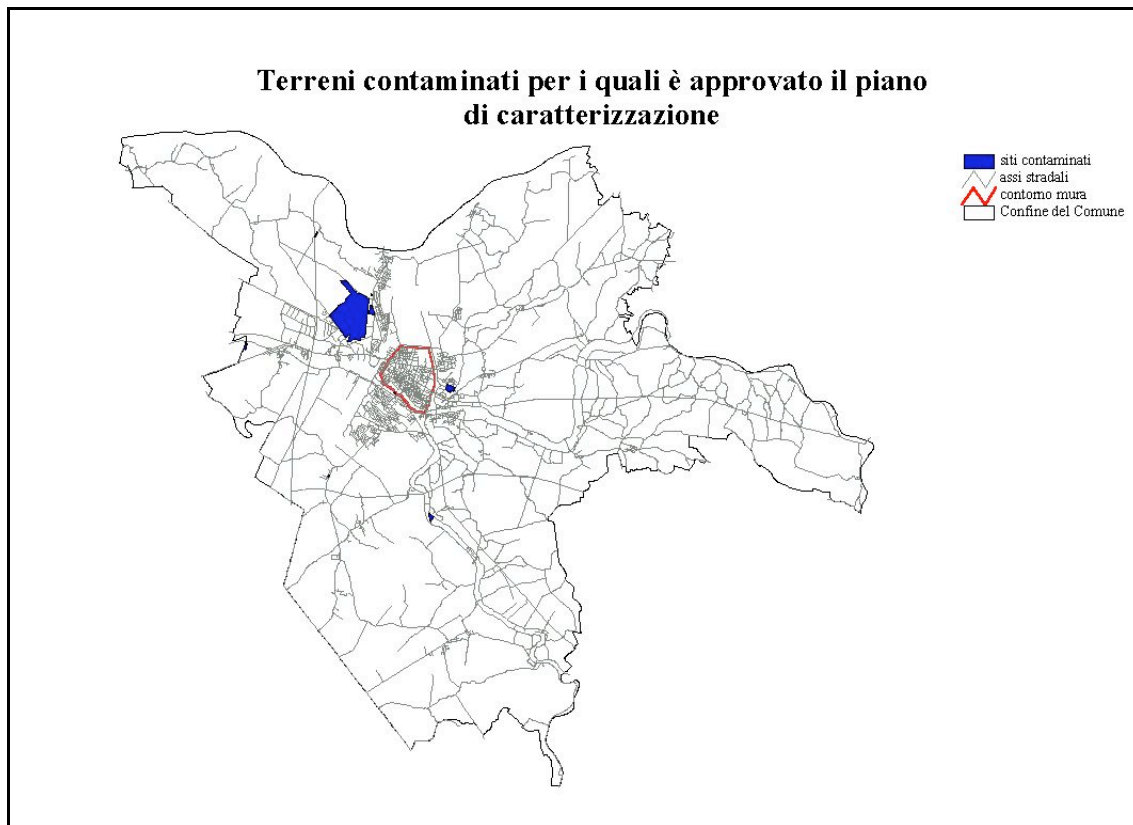 Terreni contaminati per i quali è approvato il piano
di caratterizzazione
siti contaminati
assi stradali
contorno mura
Confine del Comune